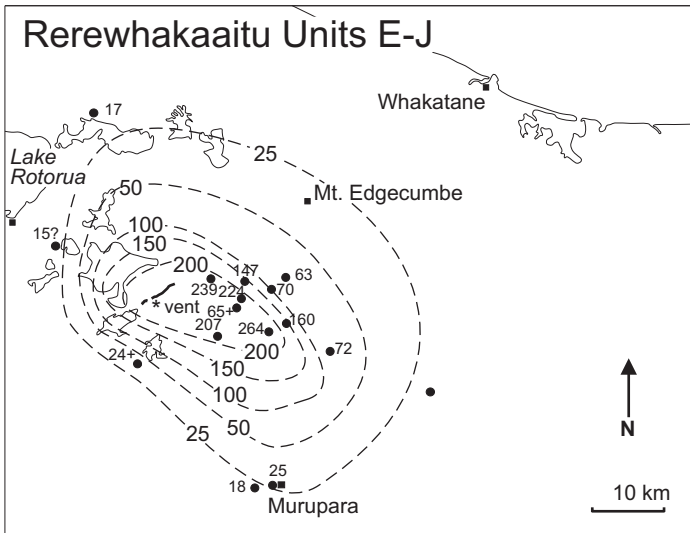 Rerewhakaaitu Units E-J
Whakatane
17
25
Lake
Rotorua
50
Mt. Edgecumbe
15?
100
150
200
147
63
239
224
70
* vent
65+
160
207
264
24+
200
72
150
100
25
50
N
25
18
Murupara
10 km